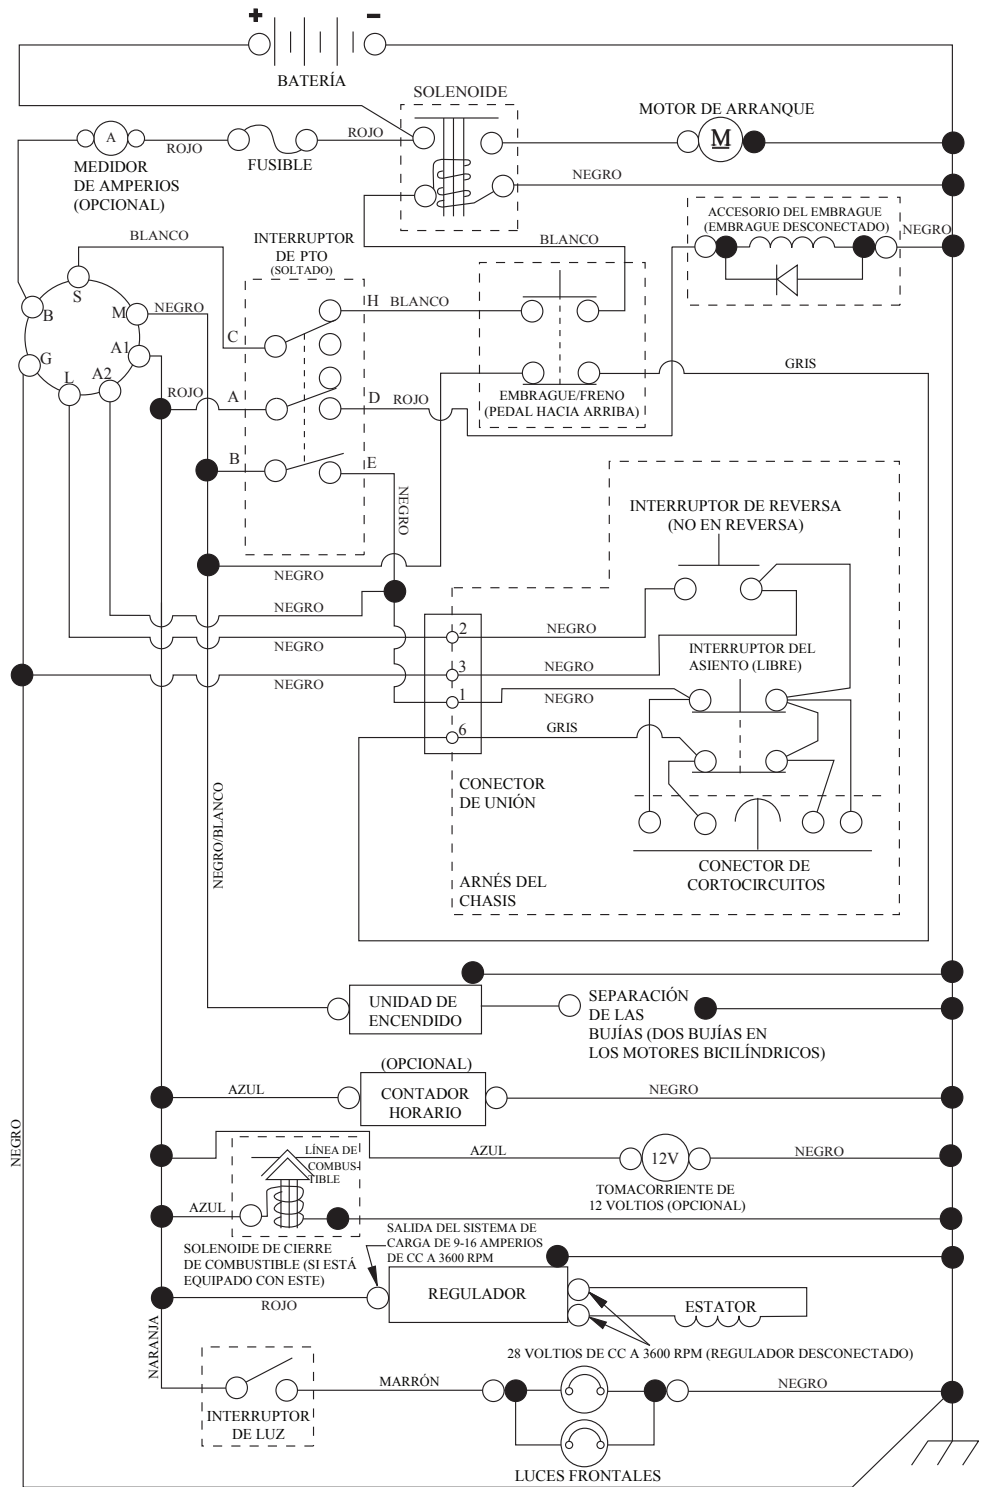 + -
BATERÍA
SOLENOIDE
MOTOR DE ARRANQUE
A
ROJO
FUSIBLE
ROJO
M
MEDIDOR
DE AMPERIOS
(OPCIONAL)
NEGRO
BLANCO
INTERRUPTOR
DE PTO
(SOLTADO)
BLANCO
ACCESORIO DEL EMBRAGUE
(EMBRAGUE DESCONECTADO)
NEGRO
S
B
M
NEGRO
H
BLANCO
C
G
A1
L
A2
ROJO
A
D
ROJO
EMBRAGUE/FRENO
(PEDAL HACIA ARRIBA)
GRIS
B
E
NEGRO
INTERRUPTOR DE REVERSA
(NO EN REVERSA)
NEGRO
NEGRO
2
NEGRO
NEGRO
INTERRUPTOR DEL
ASIENTO (LIBRE)
3
NEGRO
NEGRO
1
NEGRO
6
GRIS
CONECTOR
DE UNIÓN
NEGRO/BLANCO
CONECTOR DE
CORTOCIRCUITOS
ARNÉS DEL
CHASIS
UNIDAD DE
ENCENDIDO
SEPARACIÓN
DE LAS
BUJÍAS (DOS BUJÍAS EN
LOS MOTORES BICILÍNDRICOS)
(OPCIONAL)
AZUL
CONTADOR
HORARIO
NEGRO
NEGRO
LÍNEA DE
COMBUS-
TIBLE
AZUL
12V
NEGRO
TOMACORRIENTE DE
12 VOLTIOS (OPCIONAL)
AZUL
SOLENOIDE DE CIERRE
DE COMBUSTIBLE (SI ESTÁ
EQUIPADO CON ESTE)
SALIDA DEL SISTEMA DE
CARGA DE 9-16 AMPERIOS
DE CC A 3600 RPM
ROJO
REGULADOR
ESTATOR
28 VOLTIOS DE CC A 3600 RPM (REGULADOR DESCONECTADO)
NARANJA
INTERRUPTOR
DE LUZ
MARRÓN
NEGRO
LUCES FRONTALES